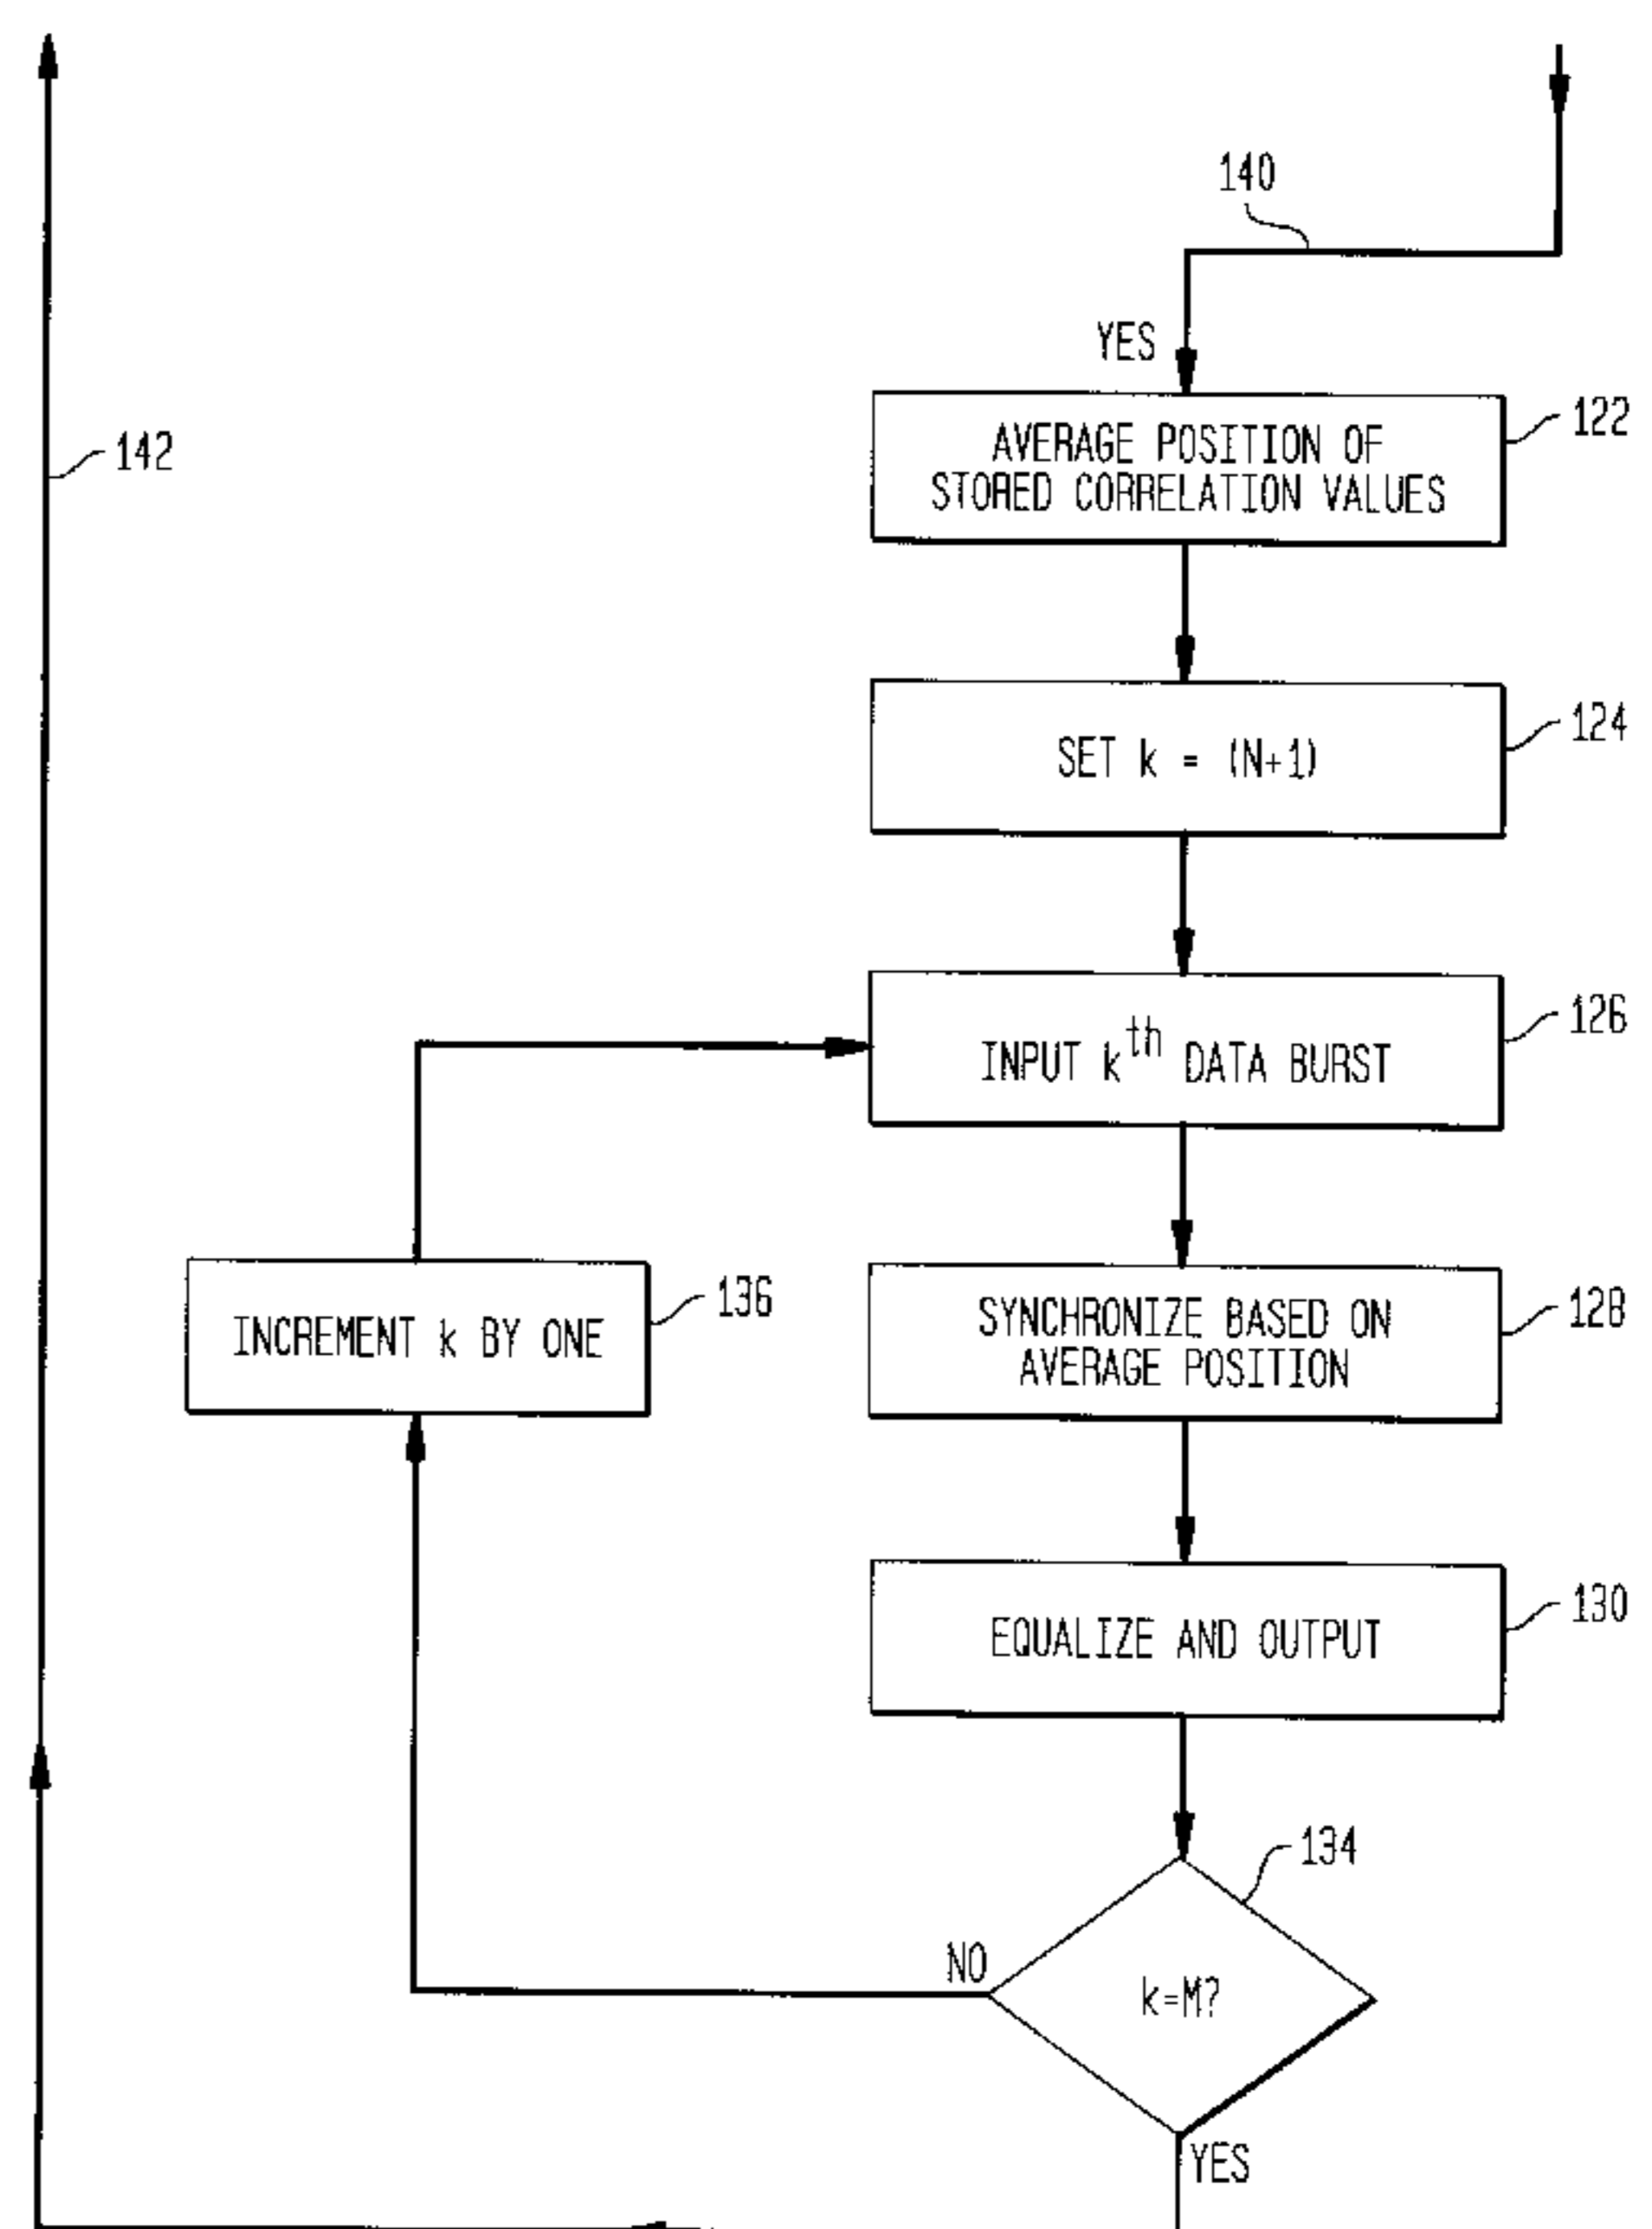 140
YES
122
AVERAGE POSITION OF
STORED CORRELATION VALUES
142
124
SET k = (N+1)
126
INPUT kth DATA BURST
136
INCREMENT k BY ONE
128
SYNCHRONIZE BASED ON
AVERAGE POSITION
130
EQUALIZE AND OUTPUT
134
NO
k=M?
YES